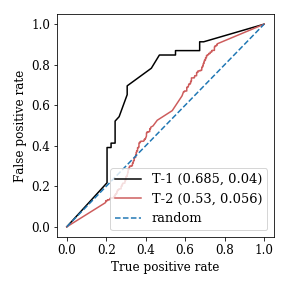 1.0
0.8
0.6
0.4
0.2
0.0
False positive rate
T-1 (0.685, 0.04)
T-2 (0.53, 0.056)
random
0.0 0.2 0.4 0.6 0.8 1.0
True positive rate